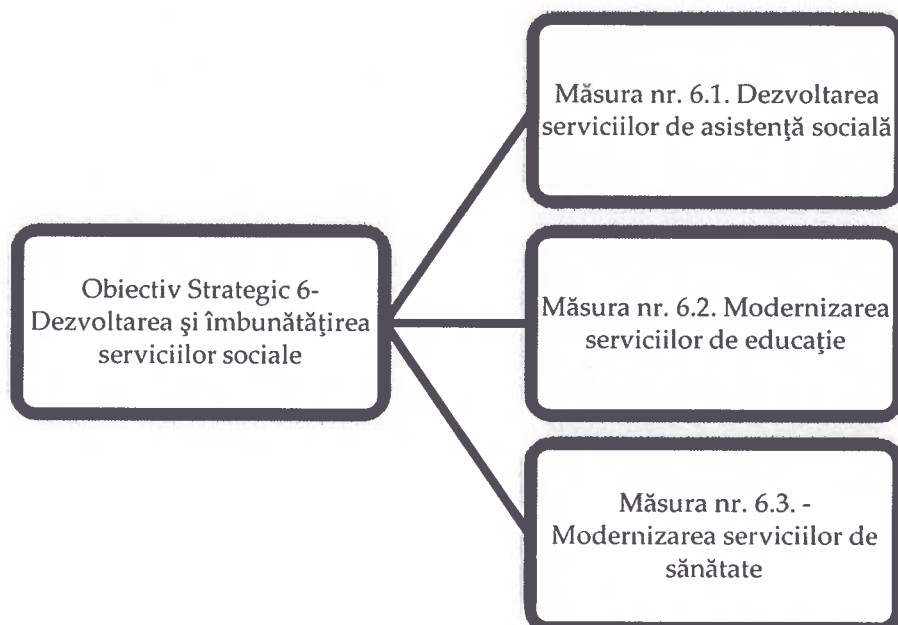 Obiectiv Strategic 6-
Dezvoltarea şi îmbunătăţirea
serviciilor sociale
Măsura nr. 6.1. Dezvoltarea
serviciilor de asistenţă socială
Măsura nr. 6.2. Modernizarea
serviciilor de educaţie
Măsura nr. 6.3. -
Modernizarea serviciilor de
sănătate